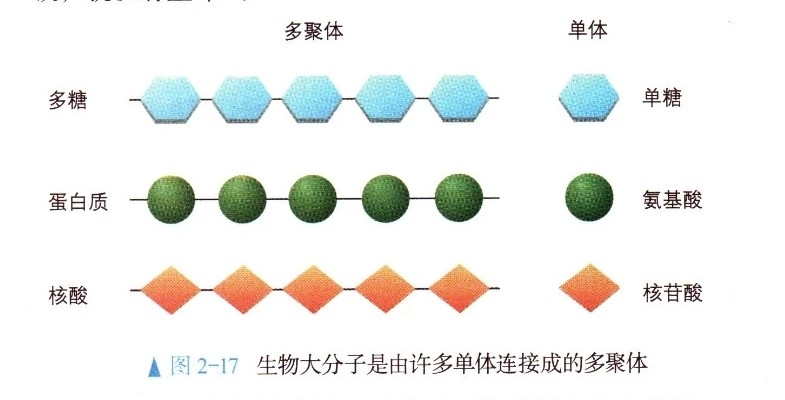 多聚体 单体
多糖 单糖
蛋白质 氨基酸
核酸 核苷酸
▲ 图 2-17 生物大分子是由许多单体连接成的多聚体